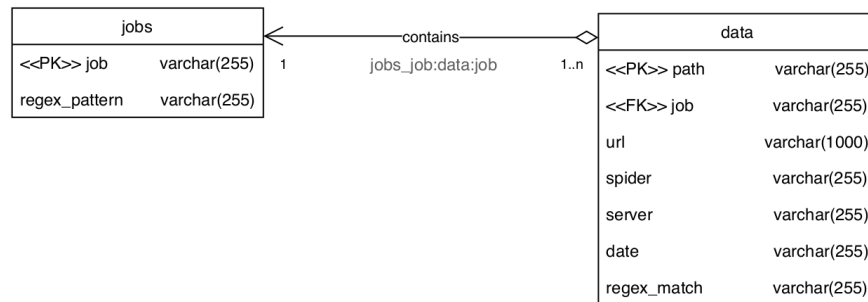 jobs
<<PK>> job varchar(255)
regex_pattern varchar(255)
contains
1
jobs_job:data:job
1..n
data
<<PK>> path varchar(255)
<<FK>> job varchar(255)
url varchar(1000)
spider varchar(255)
server varchar(255)
date varchar(255)
regex_match varchar(255)